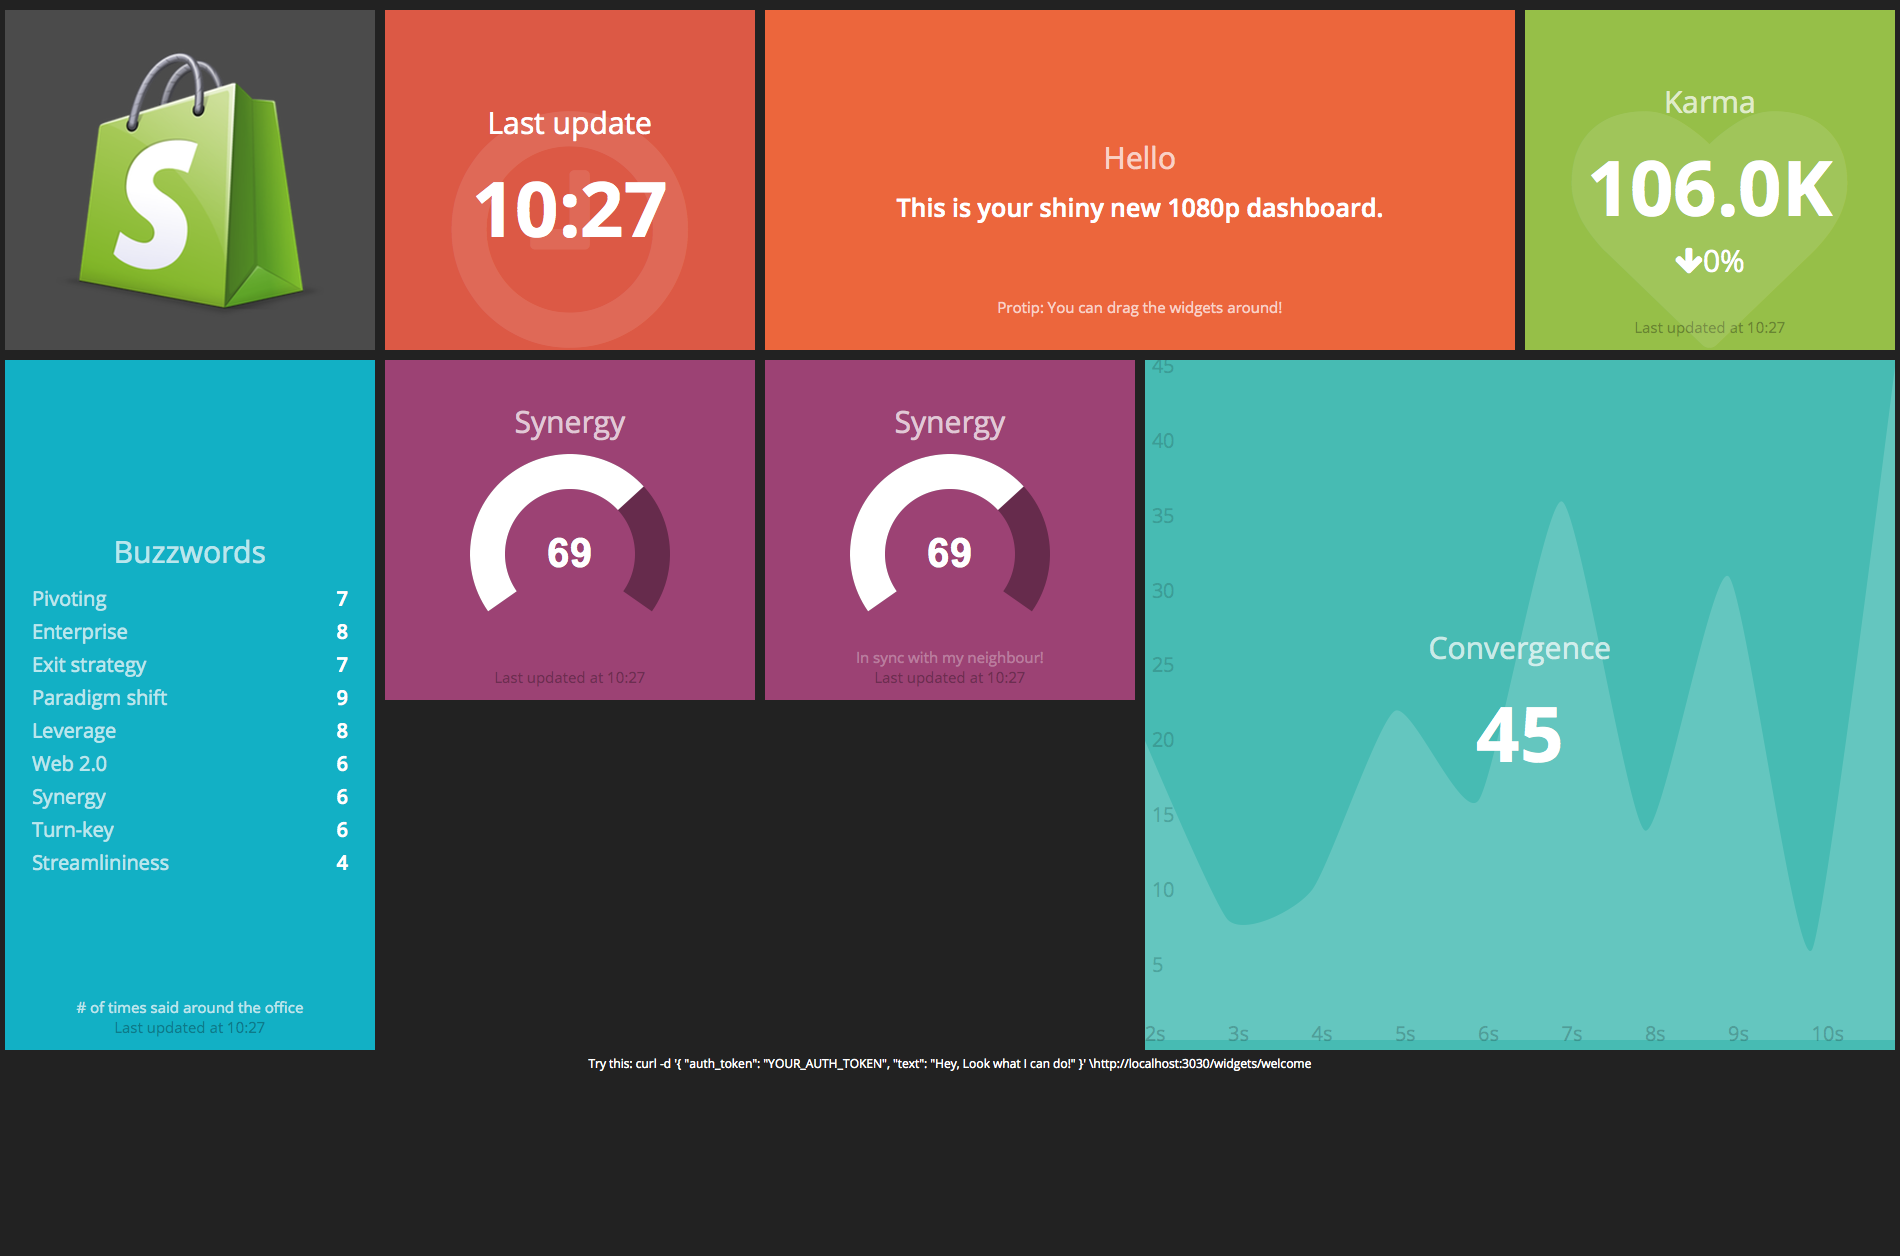 S
Last update
10:27
Hello
This is your shiny new 1080p dashboard.
Protip: You can drag the widgets around!
Karma
106.0K
0%
Last updated at 10:27
Buzzwords
Pivoting 7
Enterprise 8
Exit strategy 7
Paradigm shift 9
Leverage 8
Web 2.0 6
Synergy 6
Turn-key 6
Streamlininess 4
# of times said around the office
Last updated at 10:27
Synergy
69
Last updated at 10:27
Synergy
69
In sync with my neighbour!
Last updated at 10:27
45
40
35
30
25
20
15
10
5
Convergence
45
2s 3s 4s 5s 6s 7s 8s 9s 10s
Try this: curl -d '{ "auth_token": "YOUR_AUTH_TOKEN", "text": "Hey, Look what I can do!" }' \http://localhost:3030/widgets/welcome